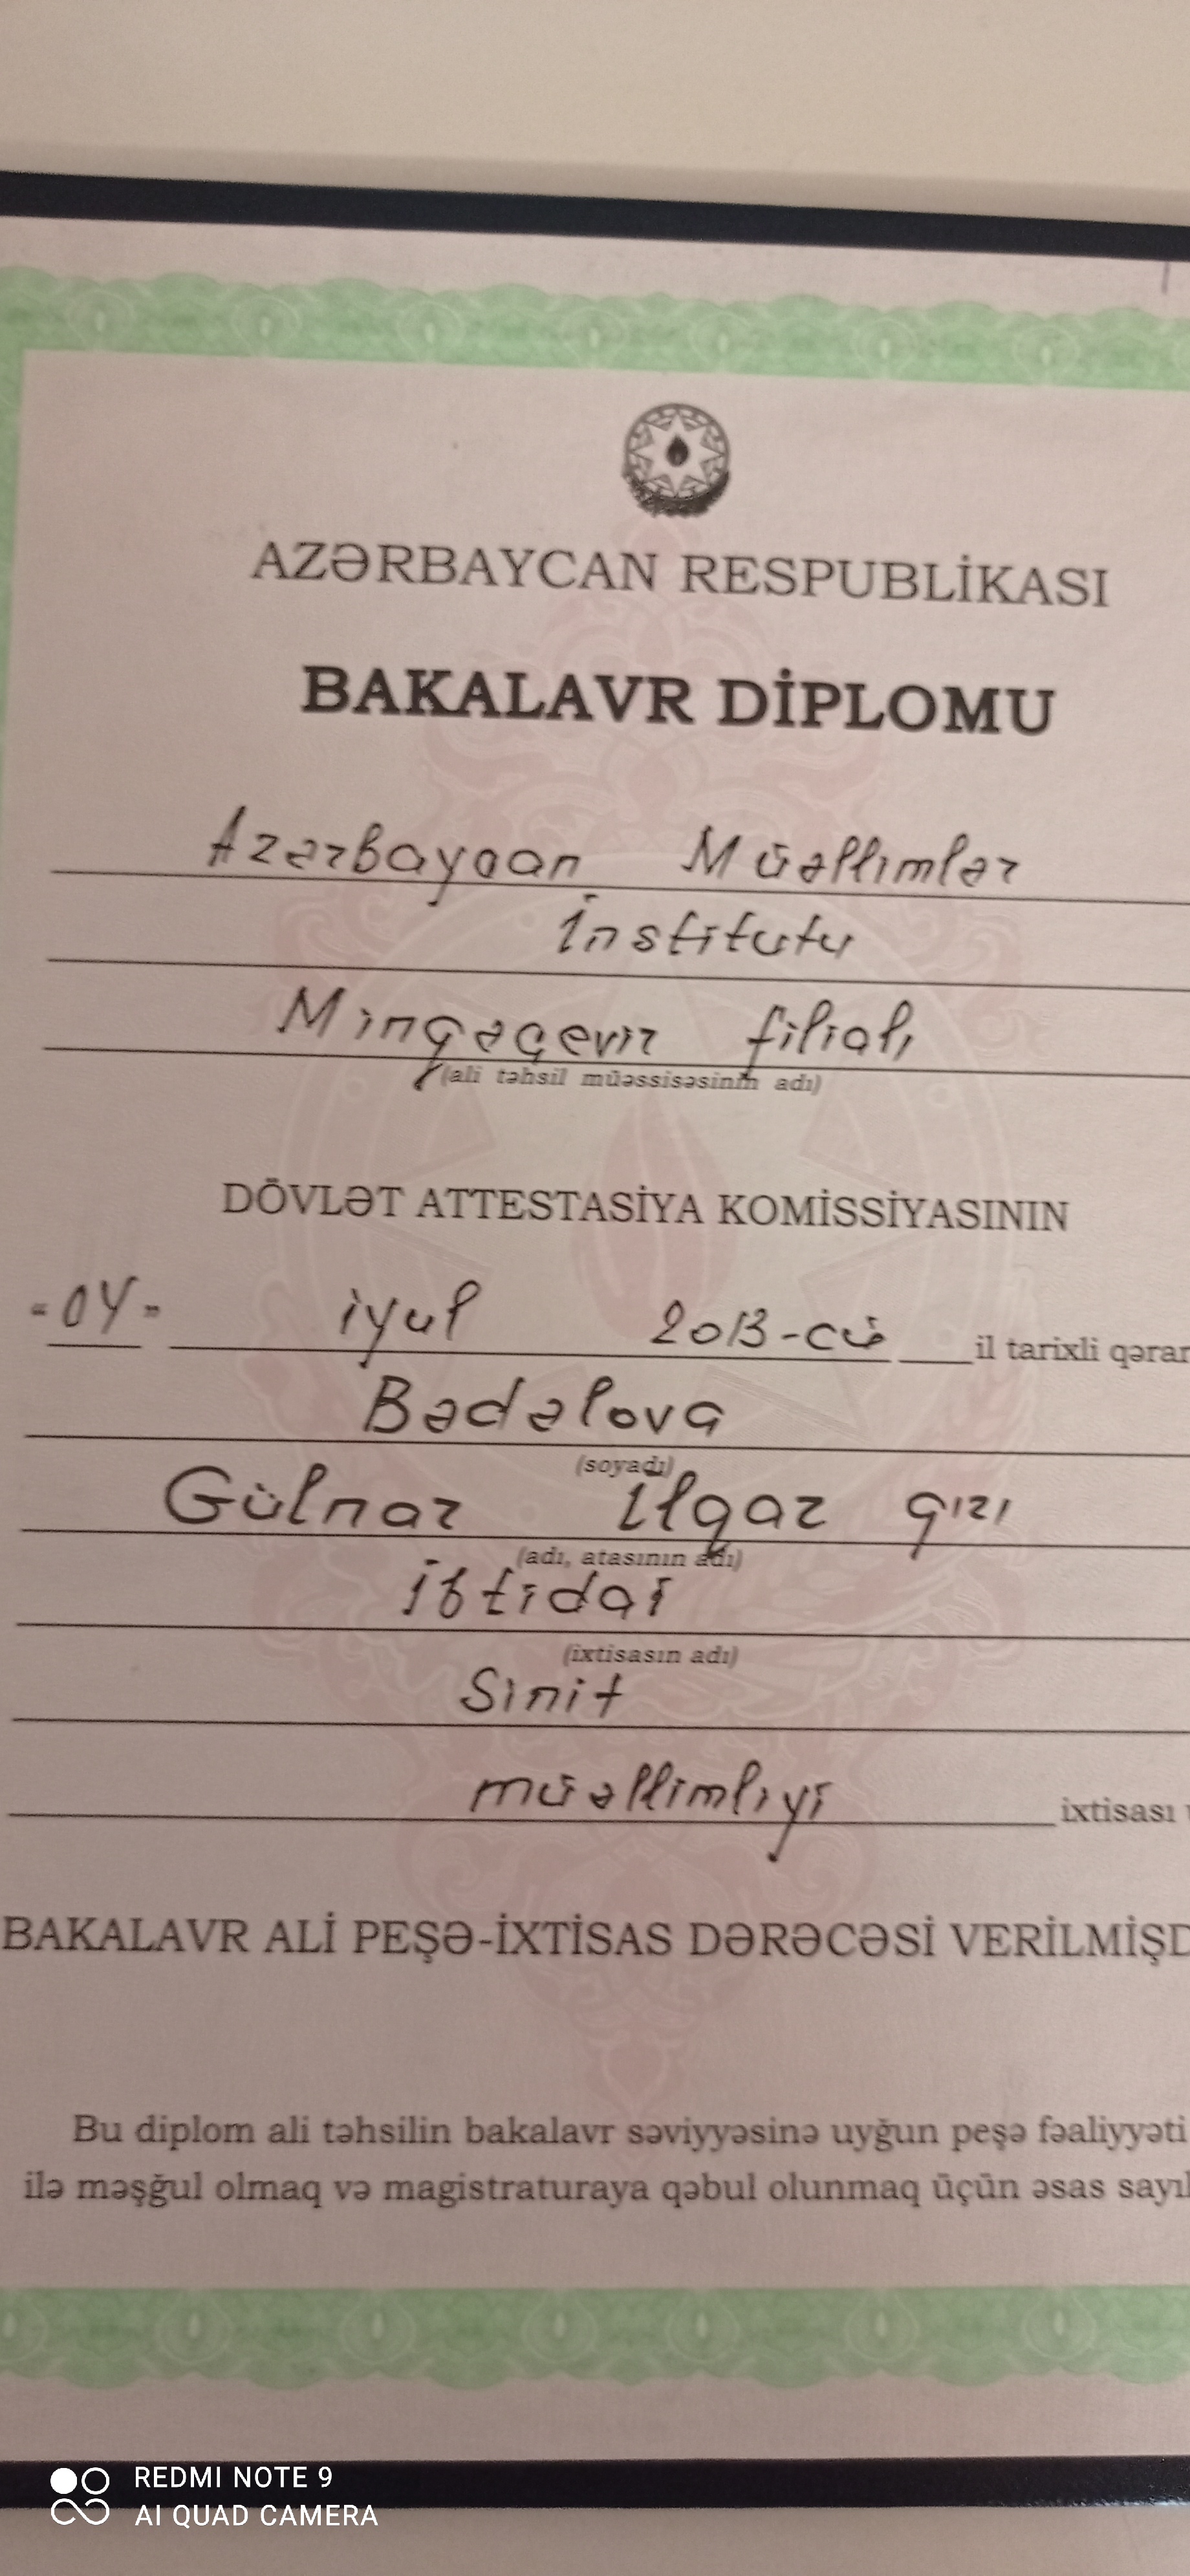 AZƏRBAYCAN RESPUBLİKASI
BAKALAVR DİPLOMU
Azərbaycan Müəllimlər
İnstitutu
Mingəçevir filialı
(ali təhsil müəssisəsinin adı)
DÖVLƏT ATTESTASİYA KOMİSSİYASININ
"04" iyul 2013-cü il tarixli qərar
Bədəlova
(soyadı)
Gülnar İlqar qızı
(adı, atasının adı)
İbtidai
(ixtisasın adı)
Sinif
müəllimliyi ixtisası
BAKALAVR ALİ PEŞƏ-İXTİSAS DƏRƏCƏSİ VERİLMİŞD
Bu diplom ali təhsilin bakalavr səviyyəsinə uyğun peşə fəaliyyəti
ilə məşğul olmaq və magistraturaya qəbul olunmaq üçün əsas sayıl
REDMI NOTE 9
AI QUAD CAMERA